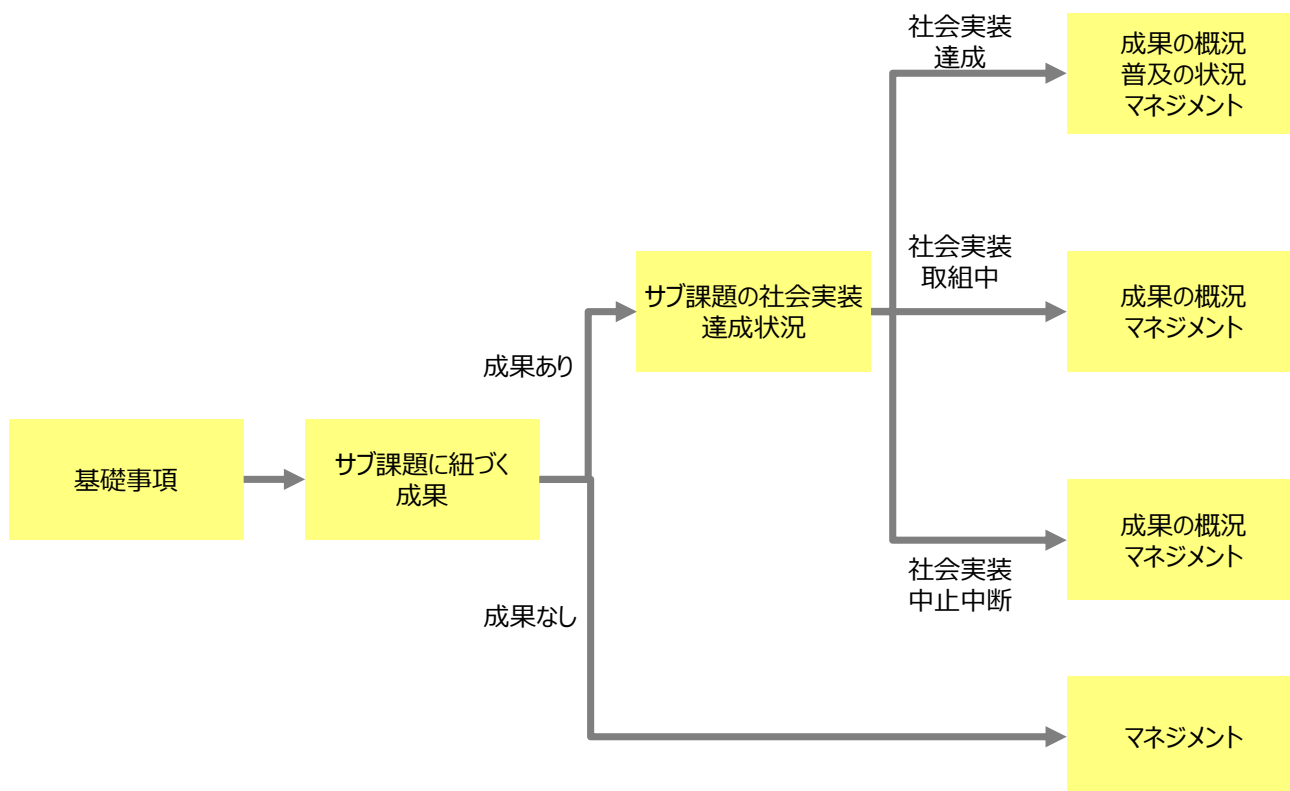 社会実装
達成
成果の概況
普及の状況
マネジメント
社会実装
取組中
サブ課題の社会実装
達成状況
成果の概況
マネジメント
成果あり
基礎事項
サブ課題に紐づく
成果
成果の概況
マネジメント
社会実装
中止中断
成果なし
マネジメント